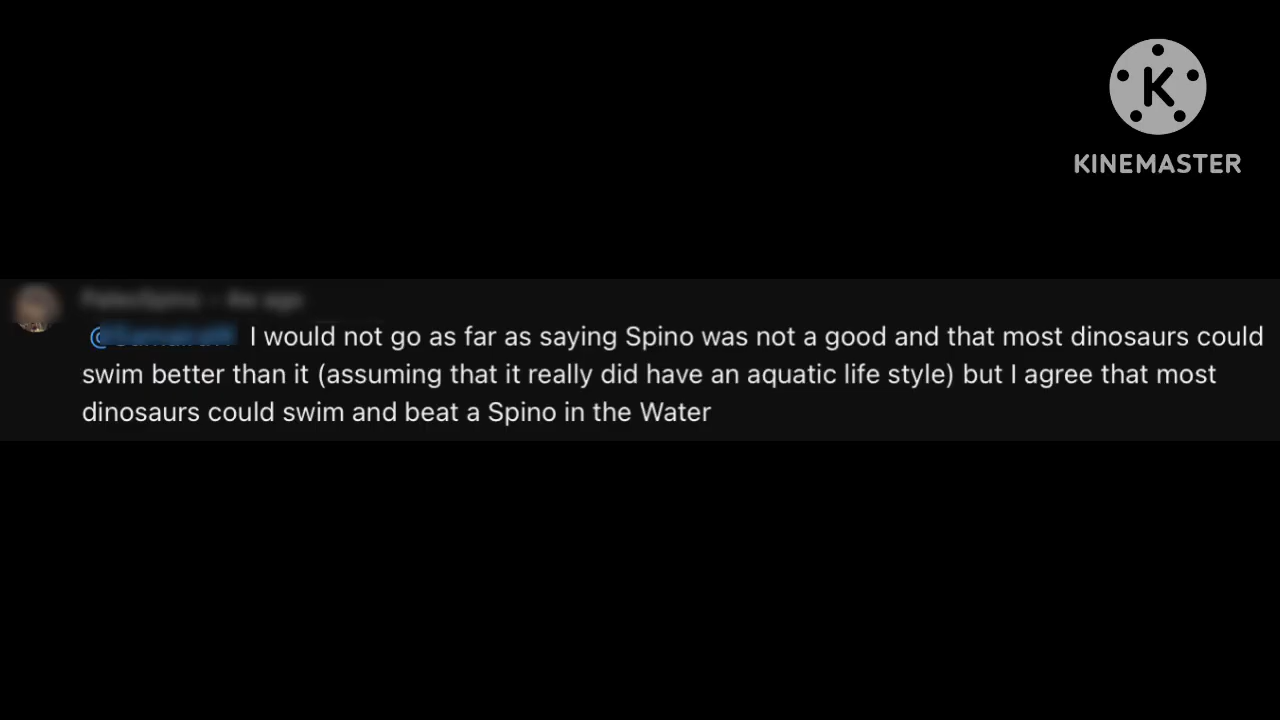 K
KINEMASTER
I would not go as far as saying Spino was not a good and that most dinosaurs could
swim better than it (assuming that it really did have an aquatic life style) but I agree that most
dinosaurs could swim and beat a Spino in the Water